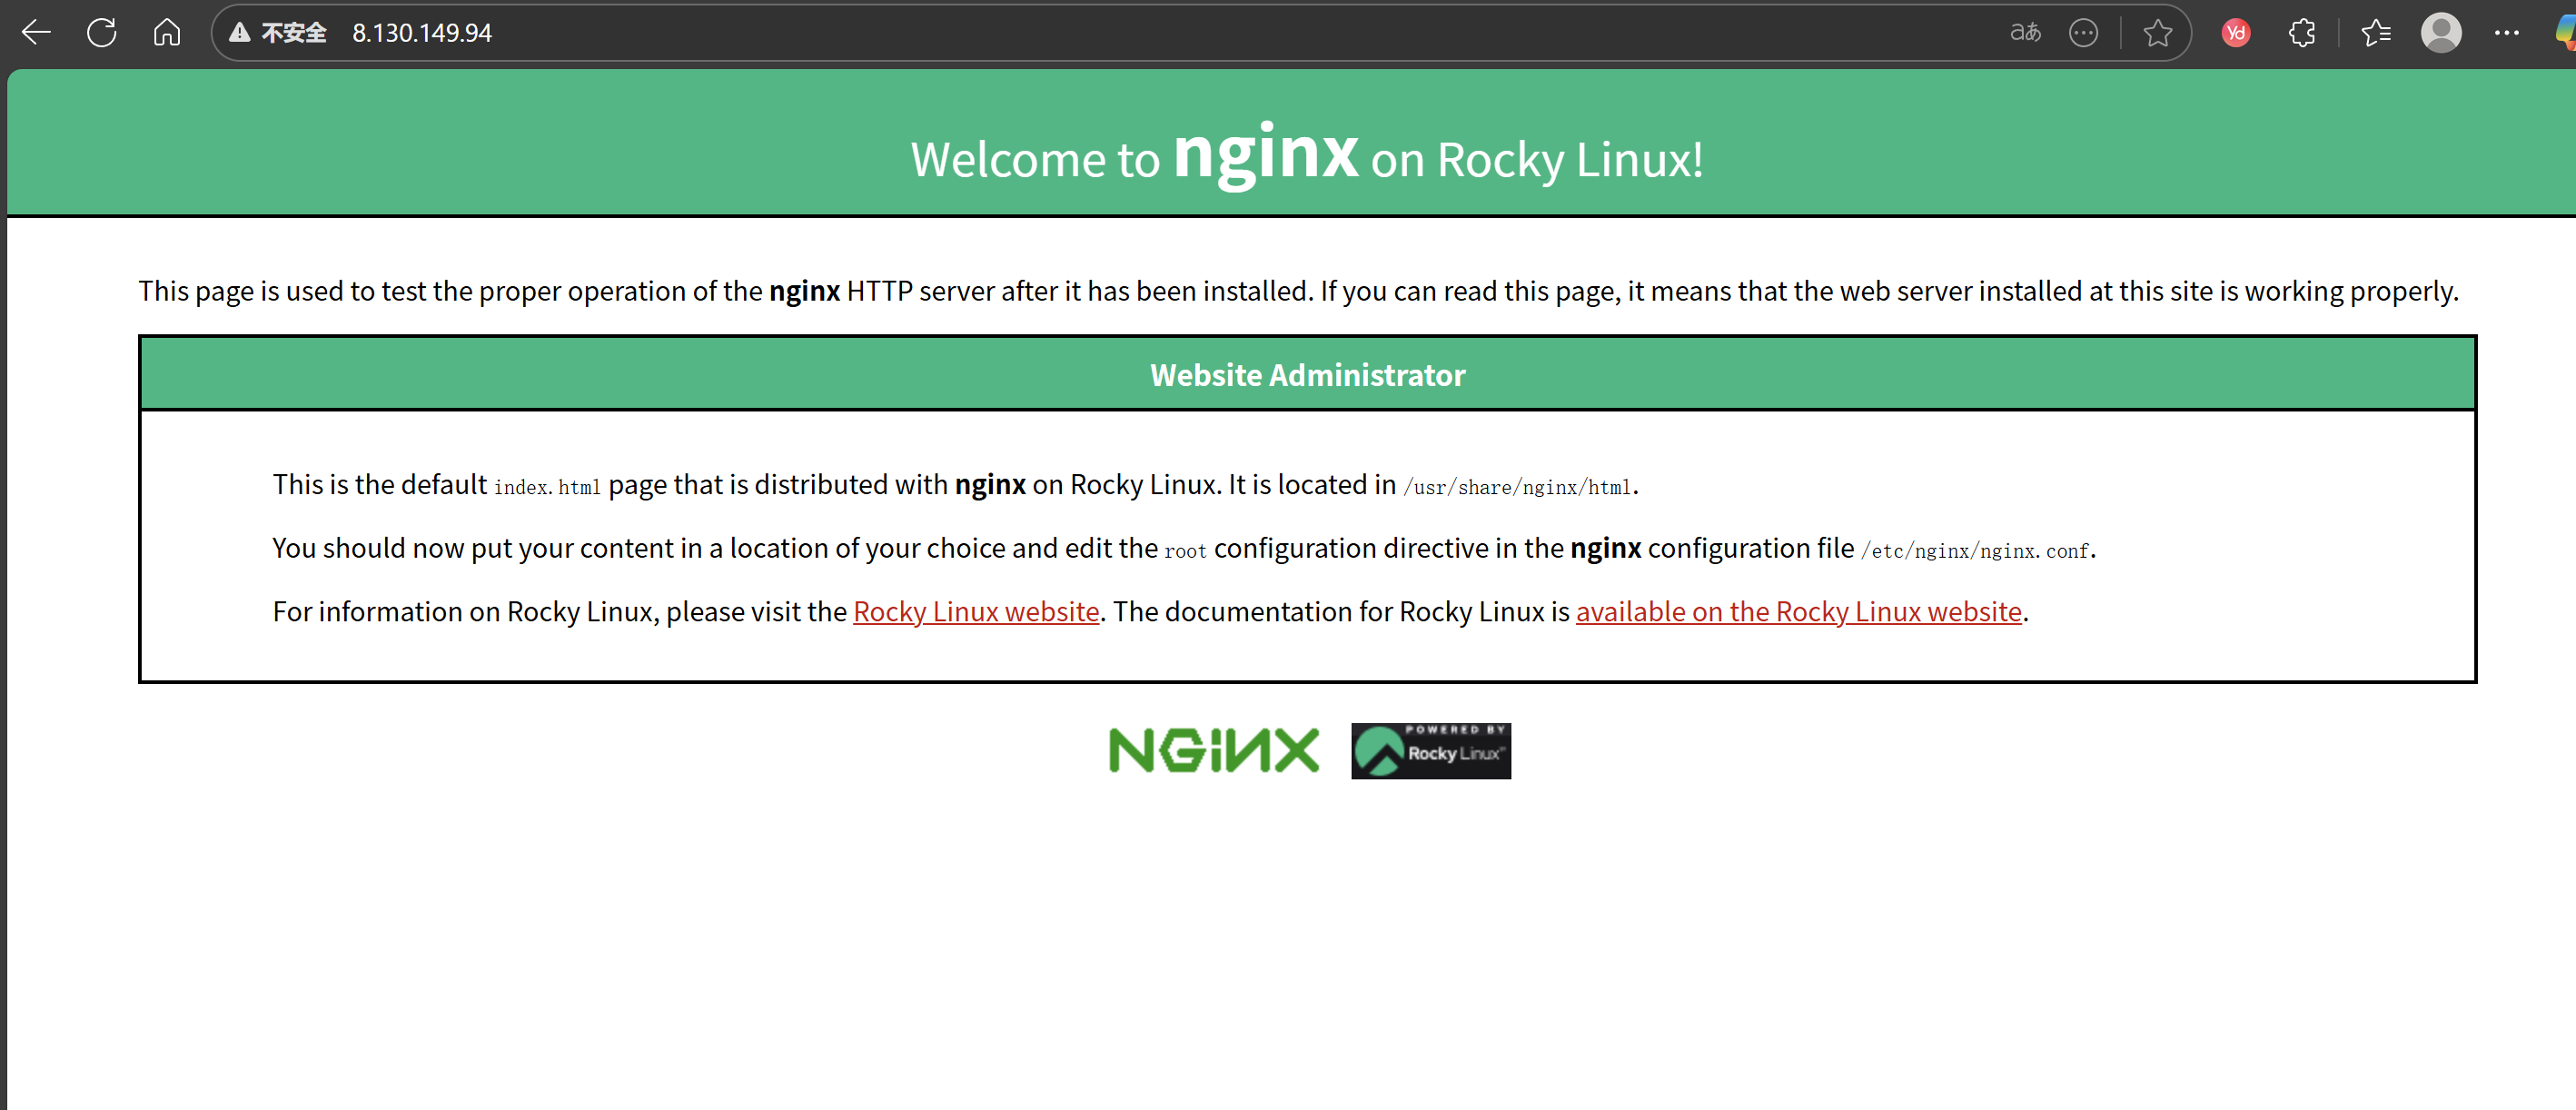 不安全 8.130.149.94 aあ yd
Welcome to nginx on Rocky Linux!
This page is used to test the proper operation of the nginx HTTP server after it has been installed. If you can read this page, it means that the web server installed at this site is working properly.
Website Administrator
This is the default index.html page that is distributed with nginx on Rocky Linux. It is located in /usr/share/nginx/html.
You should now put your content in a location of your choice and edit the root configuration directive in the nginx configuration file /etc/nginx/nginx.conf.
For information on Rocky Linux, please visit the Rocky Linux website. The documentation for Rocky Linux is available on the Rocky Linux website.
NGiNX
POWERED BY
Rocky Linux™